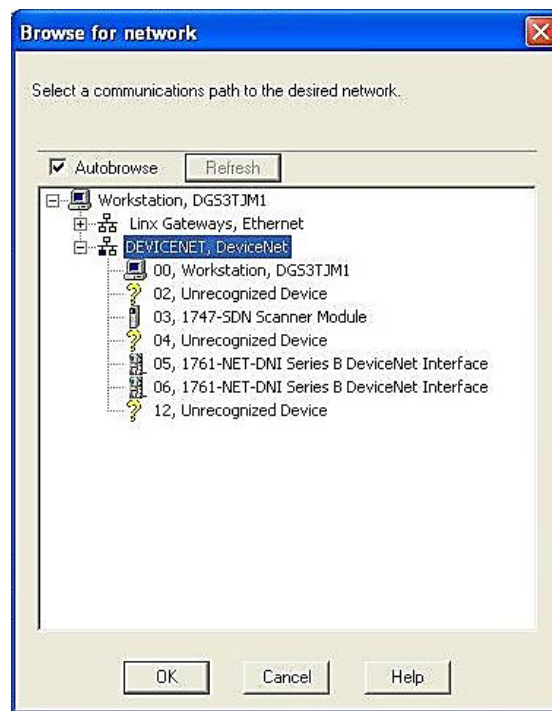 Browse for network
Select a communications path to the desired network.
Autobrowse Refresh
Workstation, DGS3TJM1
Linx Gateways, Ethernet
DEVICENET, DeviceNet
00, Workstation, DGS3TJM1
02, Unrecognized Device
03, 1747-SDN Scanner Module
04, Unrecognized Device
05, 1761-NET-DNI Series B DeviceNet Interface
06, 1761-NET-DNI Series B DeviceNet Interface
12, Unrecognized Device
OK Cancel Help